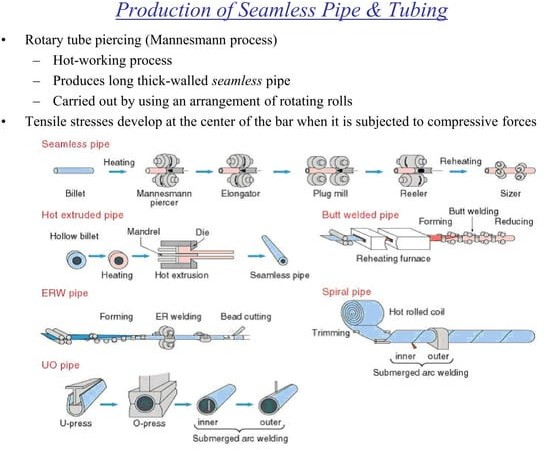 Production of Seamless Pipe & Tubing
• Rotary tube piercing (Mannesmann process)
– Hot-working process
– Produces long thick-walled seamless pipe
– Carried out by using an arrangement of rotating rolls
• Tensile stresses develop at the center of the bar when it is subjected to compressive forces
Seamless pipe
Heating
Reheating
Billet
Mannesmann
piercer
Elongator
Plug mill
Reeler
Sizer
Hot extruded pipe
Hollow billet
Mandrel
Die
Heating
Hot extrusion
Seamless pipe
Butt welded pipe
Butt welding
Forming
Reducing
Reheating furnace
ERW pipe
Forming
ER welding
Bead cutting
Spiral pipe
Hot rolled coil
Trimming
inner
outer
Submerged arc welding
UO pipe
U-press
O-press
inner
outer
Submerged arc welding